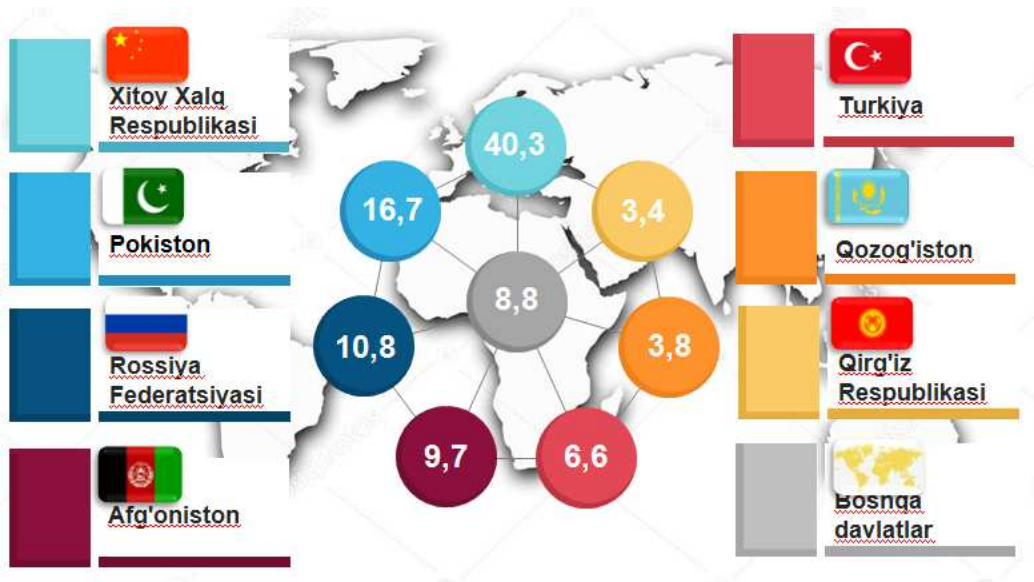 Xitoy Xalq
Respublikasi
Pokiston
Rossiya
Federatsiyasi
Afg'oniston
40,3
16,7
3,4
8,8
10,8
3,8
9,7
6,6
Turkiya
Qozog'iston
Qirg'iz
Respublikasi
Boshqa
davlatlar